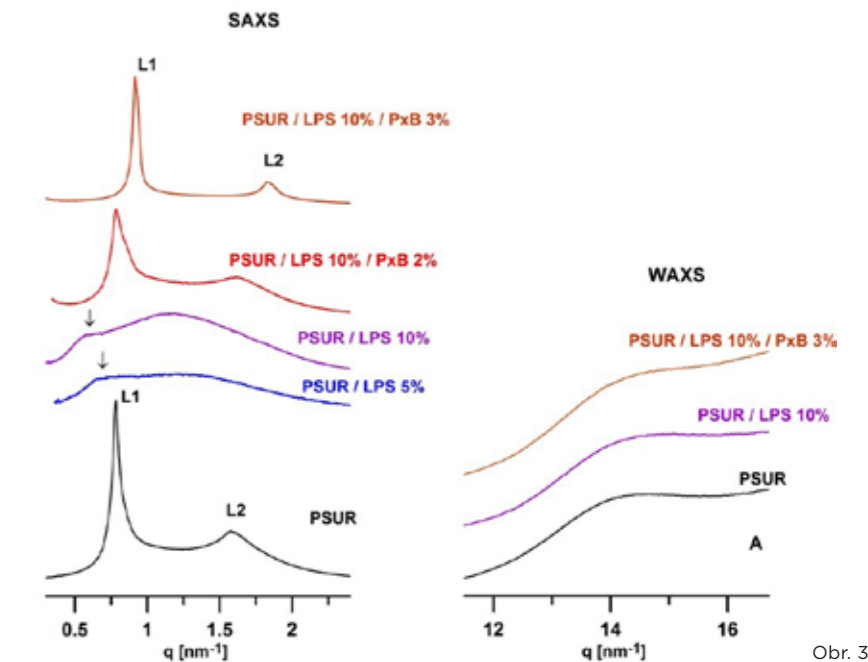 SAXS
L1
PSUR / LPS 10% / PxB 3%
L2
PSUR / LPS 10% / PxB 2%
↓
PSUR / LPS 10%
↓
PSUR / LPS 5%
L1
L2
PSUR
0.5 1 1.5 2
q [nm⁻¹]
WAXS
PSUR / LPS 10% / PxB 3%
PSUR / LPS 10%
PSUR
A
12 14 16
q [nm⁻¹]
Obr. 3